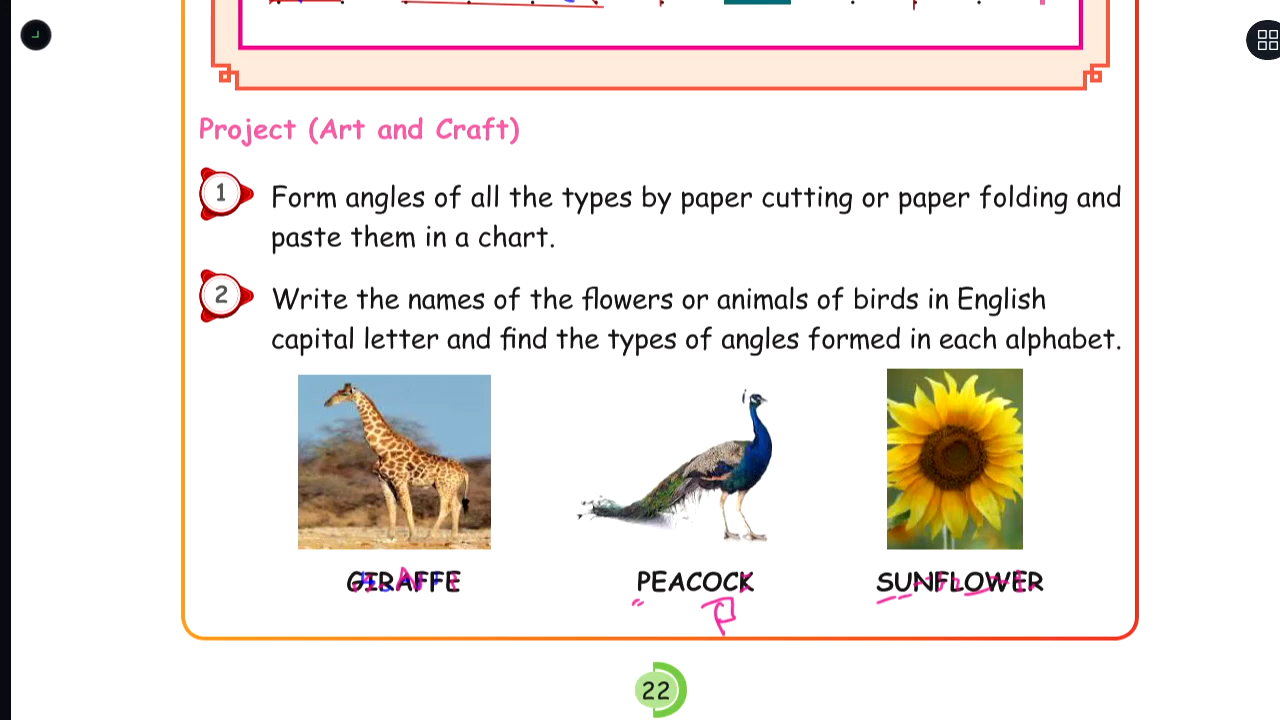 Project (Art and Craft)
1 Form angles of all the types by paper cutting or paper folding and
paste them in a chart.
2 Write the names of the flowers or animals of birds in English
capital letter and find the types of angles formed in each alphabet.
GIRAFFE PEACOCK SUNFLOWER
P
22